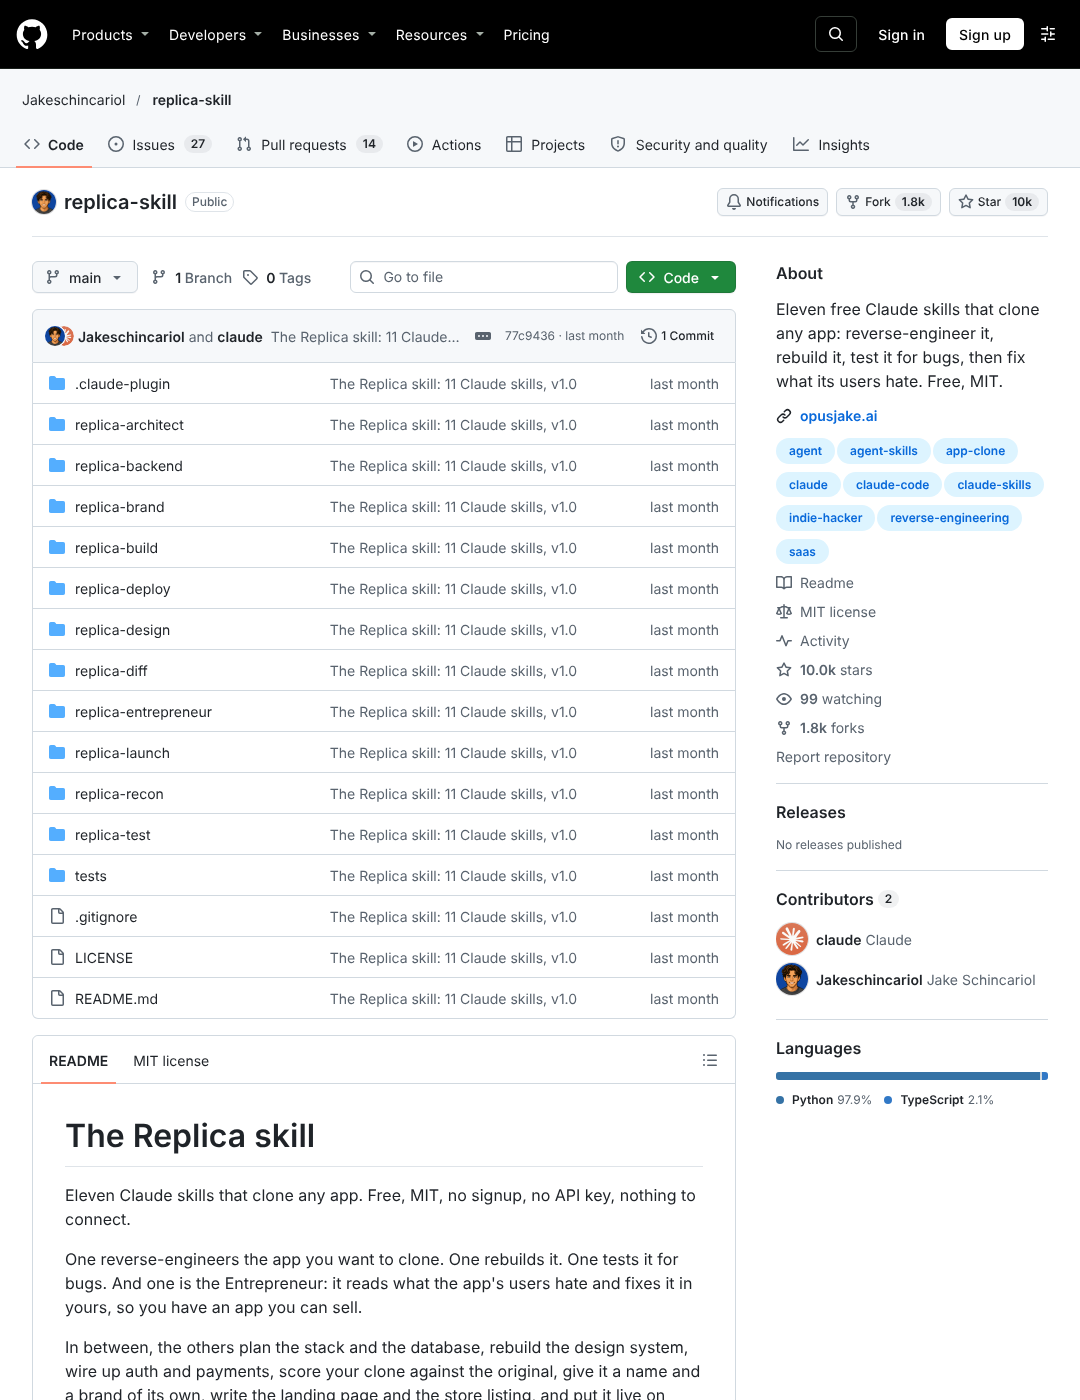 Products Developers Businesses Resources Pricing Sign in Sign up
Jakeschincariol / replica-skill
Code Issues 27 Pull requests 14 Actions Projects Security and quality Insights
replica-skill Public Notifications Fork 1.8k Star 10k
main 1 Branch 0 Tags Go to file Code
Jakeschincariol and claude The Replica skill: 11 Claude... 77c9436 · last month 1 Commit
.claude-plugin The Replica skill: 11 Claude skills, v1.0 last month
replica-architect The Replica skill: 11 Claude skills, v1.0 last month
replica-backend The Replica skill: 11 Claude skills, v1.0 last month
replica-brand The Replica skill: 11 Claude skills, v1.0 last month
replica-build The Replica skill: 11 Claude skills, v1.0 last month
replica-deploy The Replica skill: 11 Claude skills, v1.0 last month
replica-design The Replica skill: 11 Claude skills, v1.0 last month
replica-diff The Replica skill: 11 Claude skills, v1.0 last month
replica-entrepreneur The Replica skill: 11 Claude skills, v1.0 last month
replica-launch The Replica skill: 11 Claude skills, v1.0 last month
replica-recon The Replica skill: 11 Claude skills, v1.0 last month
replica-test The Replica skill: 11 Claude skills, v1.0 last month
tests The Replica skill: 11 Claude skills, v1.0 last month
.gitignore The Replica skill: 11 Claude skills, v1.0 last month
LICENSE The Replica skill: 11 Claude skills, v1.0 last month
README.md The Replica skill: 11 Claude skills, v1.0 last month
README MIT license
The Replica skill
Eleven Claude skills that clone any app. Free, MIT, no signup, no API key, nothing to
connect.
One reverse-engineers the app you want to clone. One rebuilds it. One tests it for
bugs. And one is the Entrepreneur: it reads what the app's users hate and fixes it in
yours, so you have an app you can sell.
In between, the others plan the stack and the database, rebuild the design system,
wire up auth and payments, score your clone against the original, give it a name and
a brand of its own, write the landing page and the store listing, and put it live on
About
Eleven free Claude skills that clone
any app: reverse-engineer it,
rebuild it, test it for bugs, then fix
what its users hate. Free, MIT.
opusjake.ai
agent agent-skills app-clone
claude claude-code claude-skills
indie-hacker reverse-engineering
saas
Readme
MIT license
Activity
10.0k stars
99 watching
1.8k forks
Report repository
Releases
No releases published
Contributors 2
claude Claude
Jakeschincariol Jake Schincariol
Languages
Python 97.9% TypeScript 2.1%